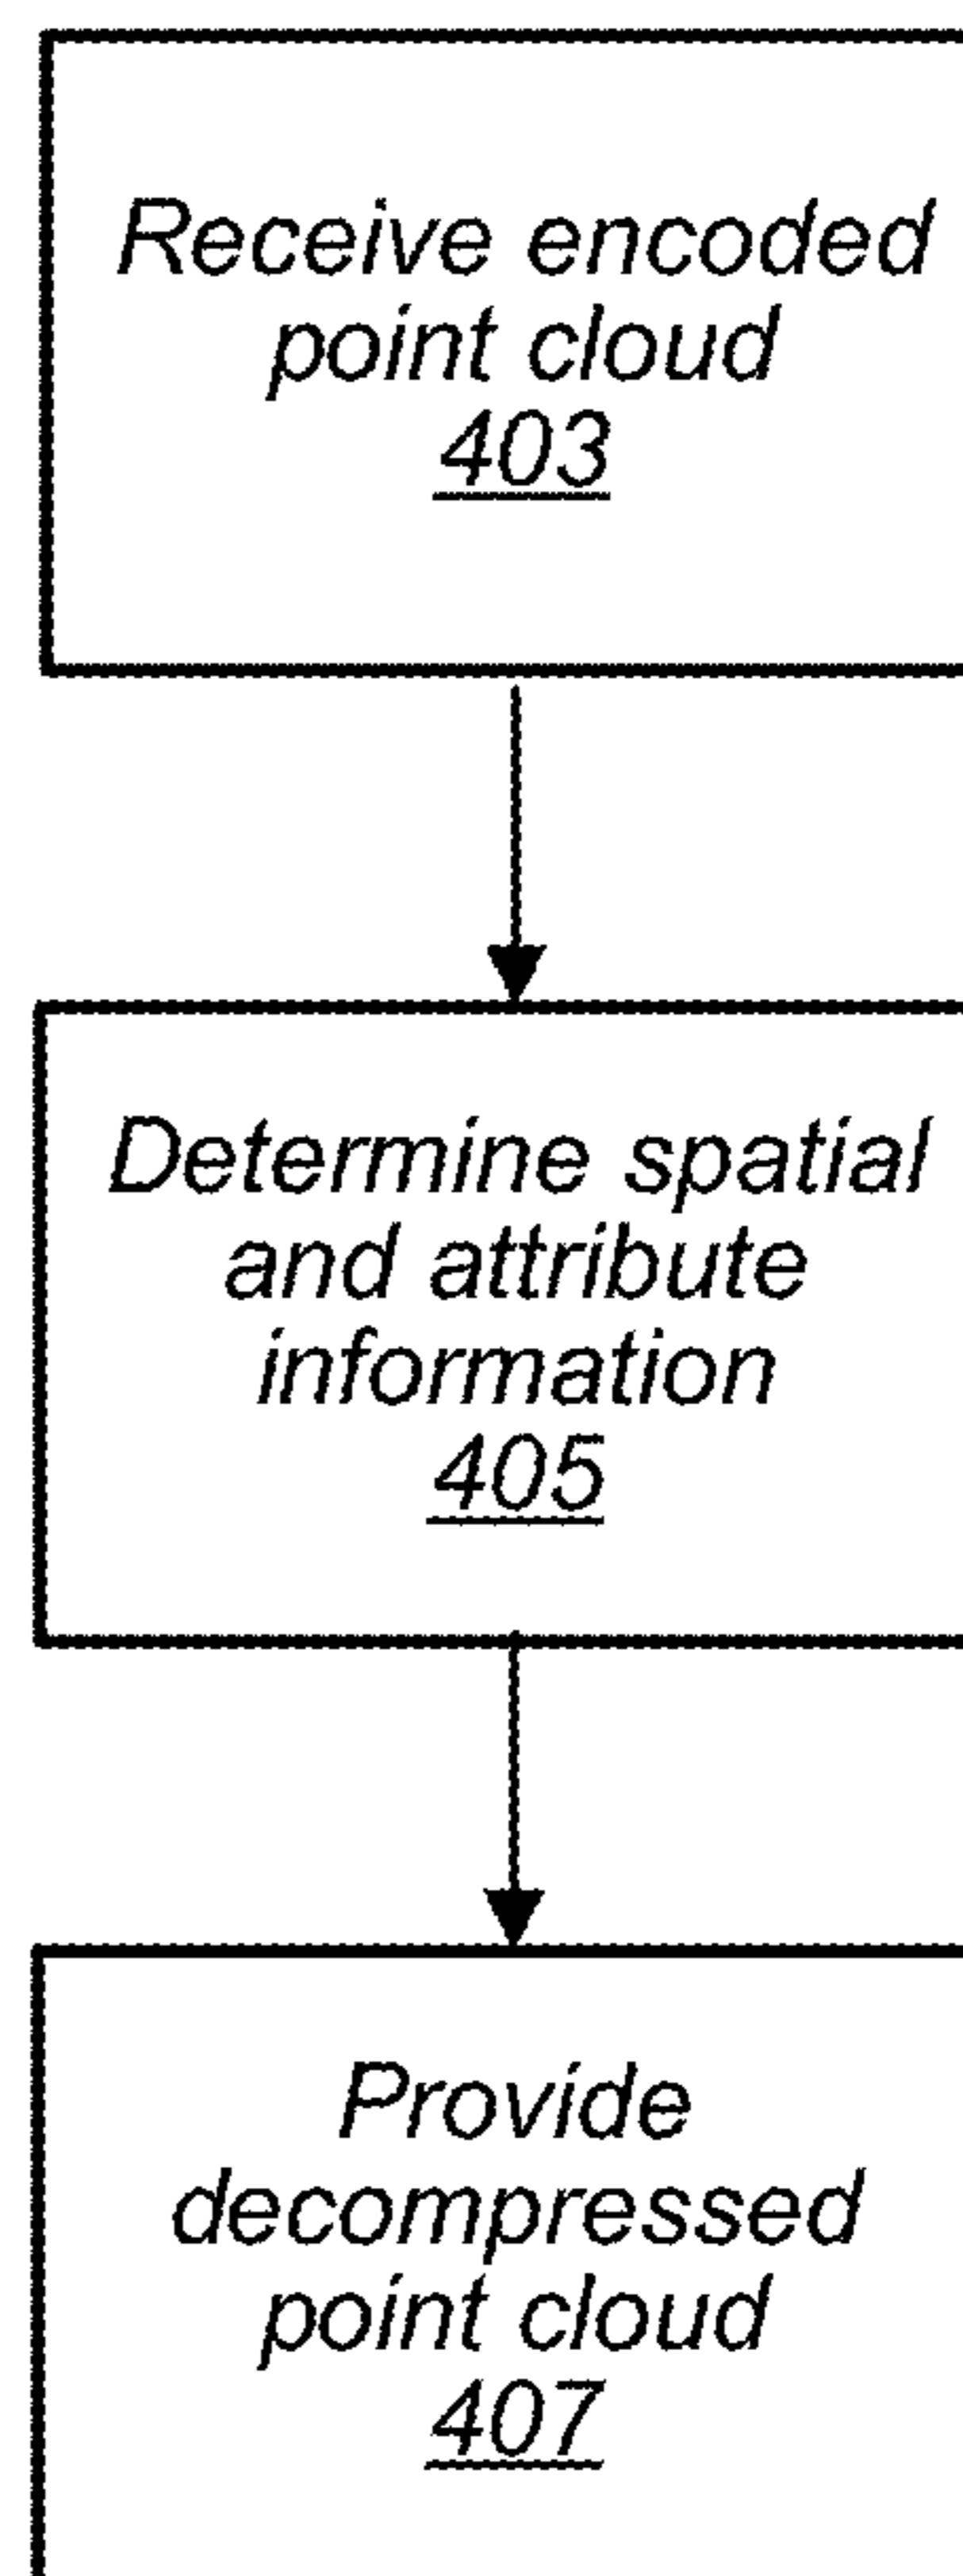 Receive encoded
point cloud
403
Determine spatial
and attribute
information
405
Provide
decompressed
point cloud
407